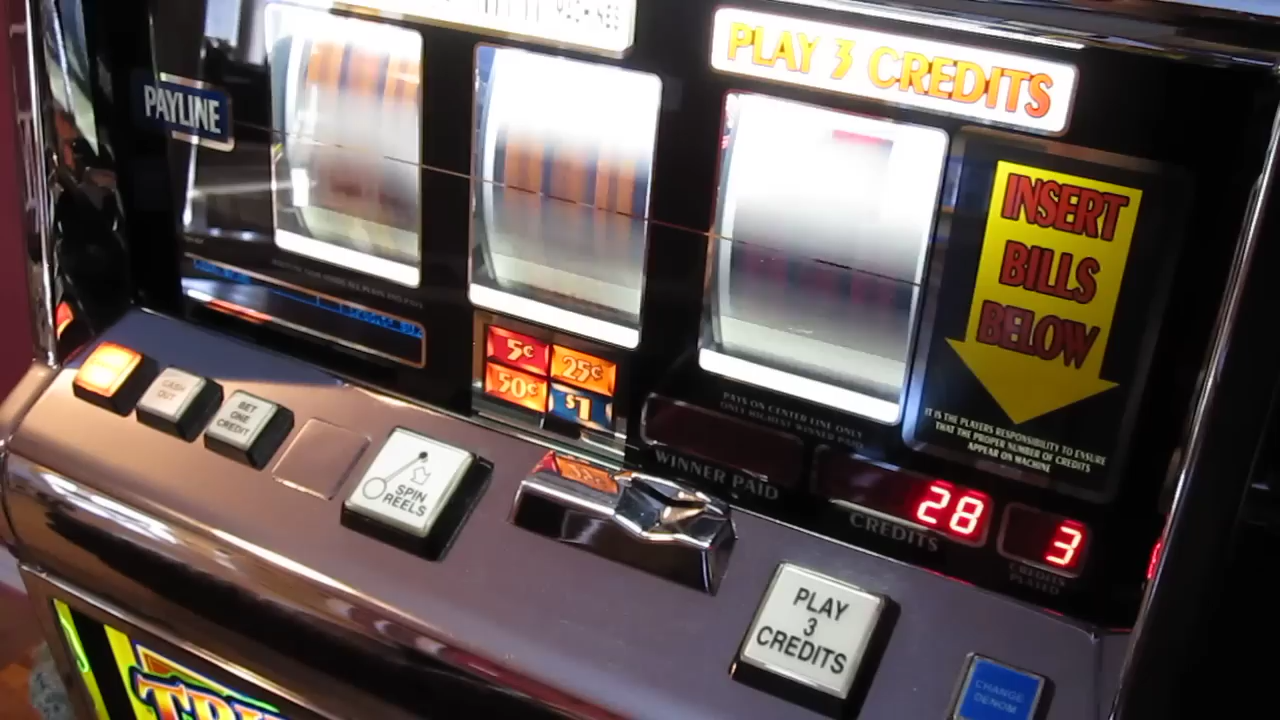 PLAY 3 CREDITS
PAYLINE
INSERT
BILLS
BELOW
IT IS THE PLAYERS RESPONSIBILITY TO ENSURE
THAT THE PROPER NUMBER OF CREDITS
APPEAR ON MACHINE
5¢
25¢
50¢
$1
PAYS ON CENTER LINE ONLY
ONLY HIGHEST WINNER PAID
WINNER PAID
28
CREDITS
3
CREDITS
PLAYED
CASH
OUT
BET
ONE
CREDIT
SPIN
REELS
PLAY
3
CREDITS
CHANGE
DENOM